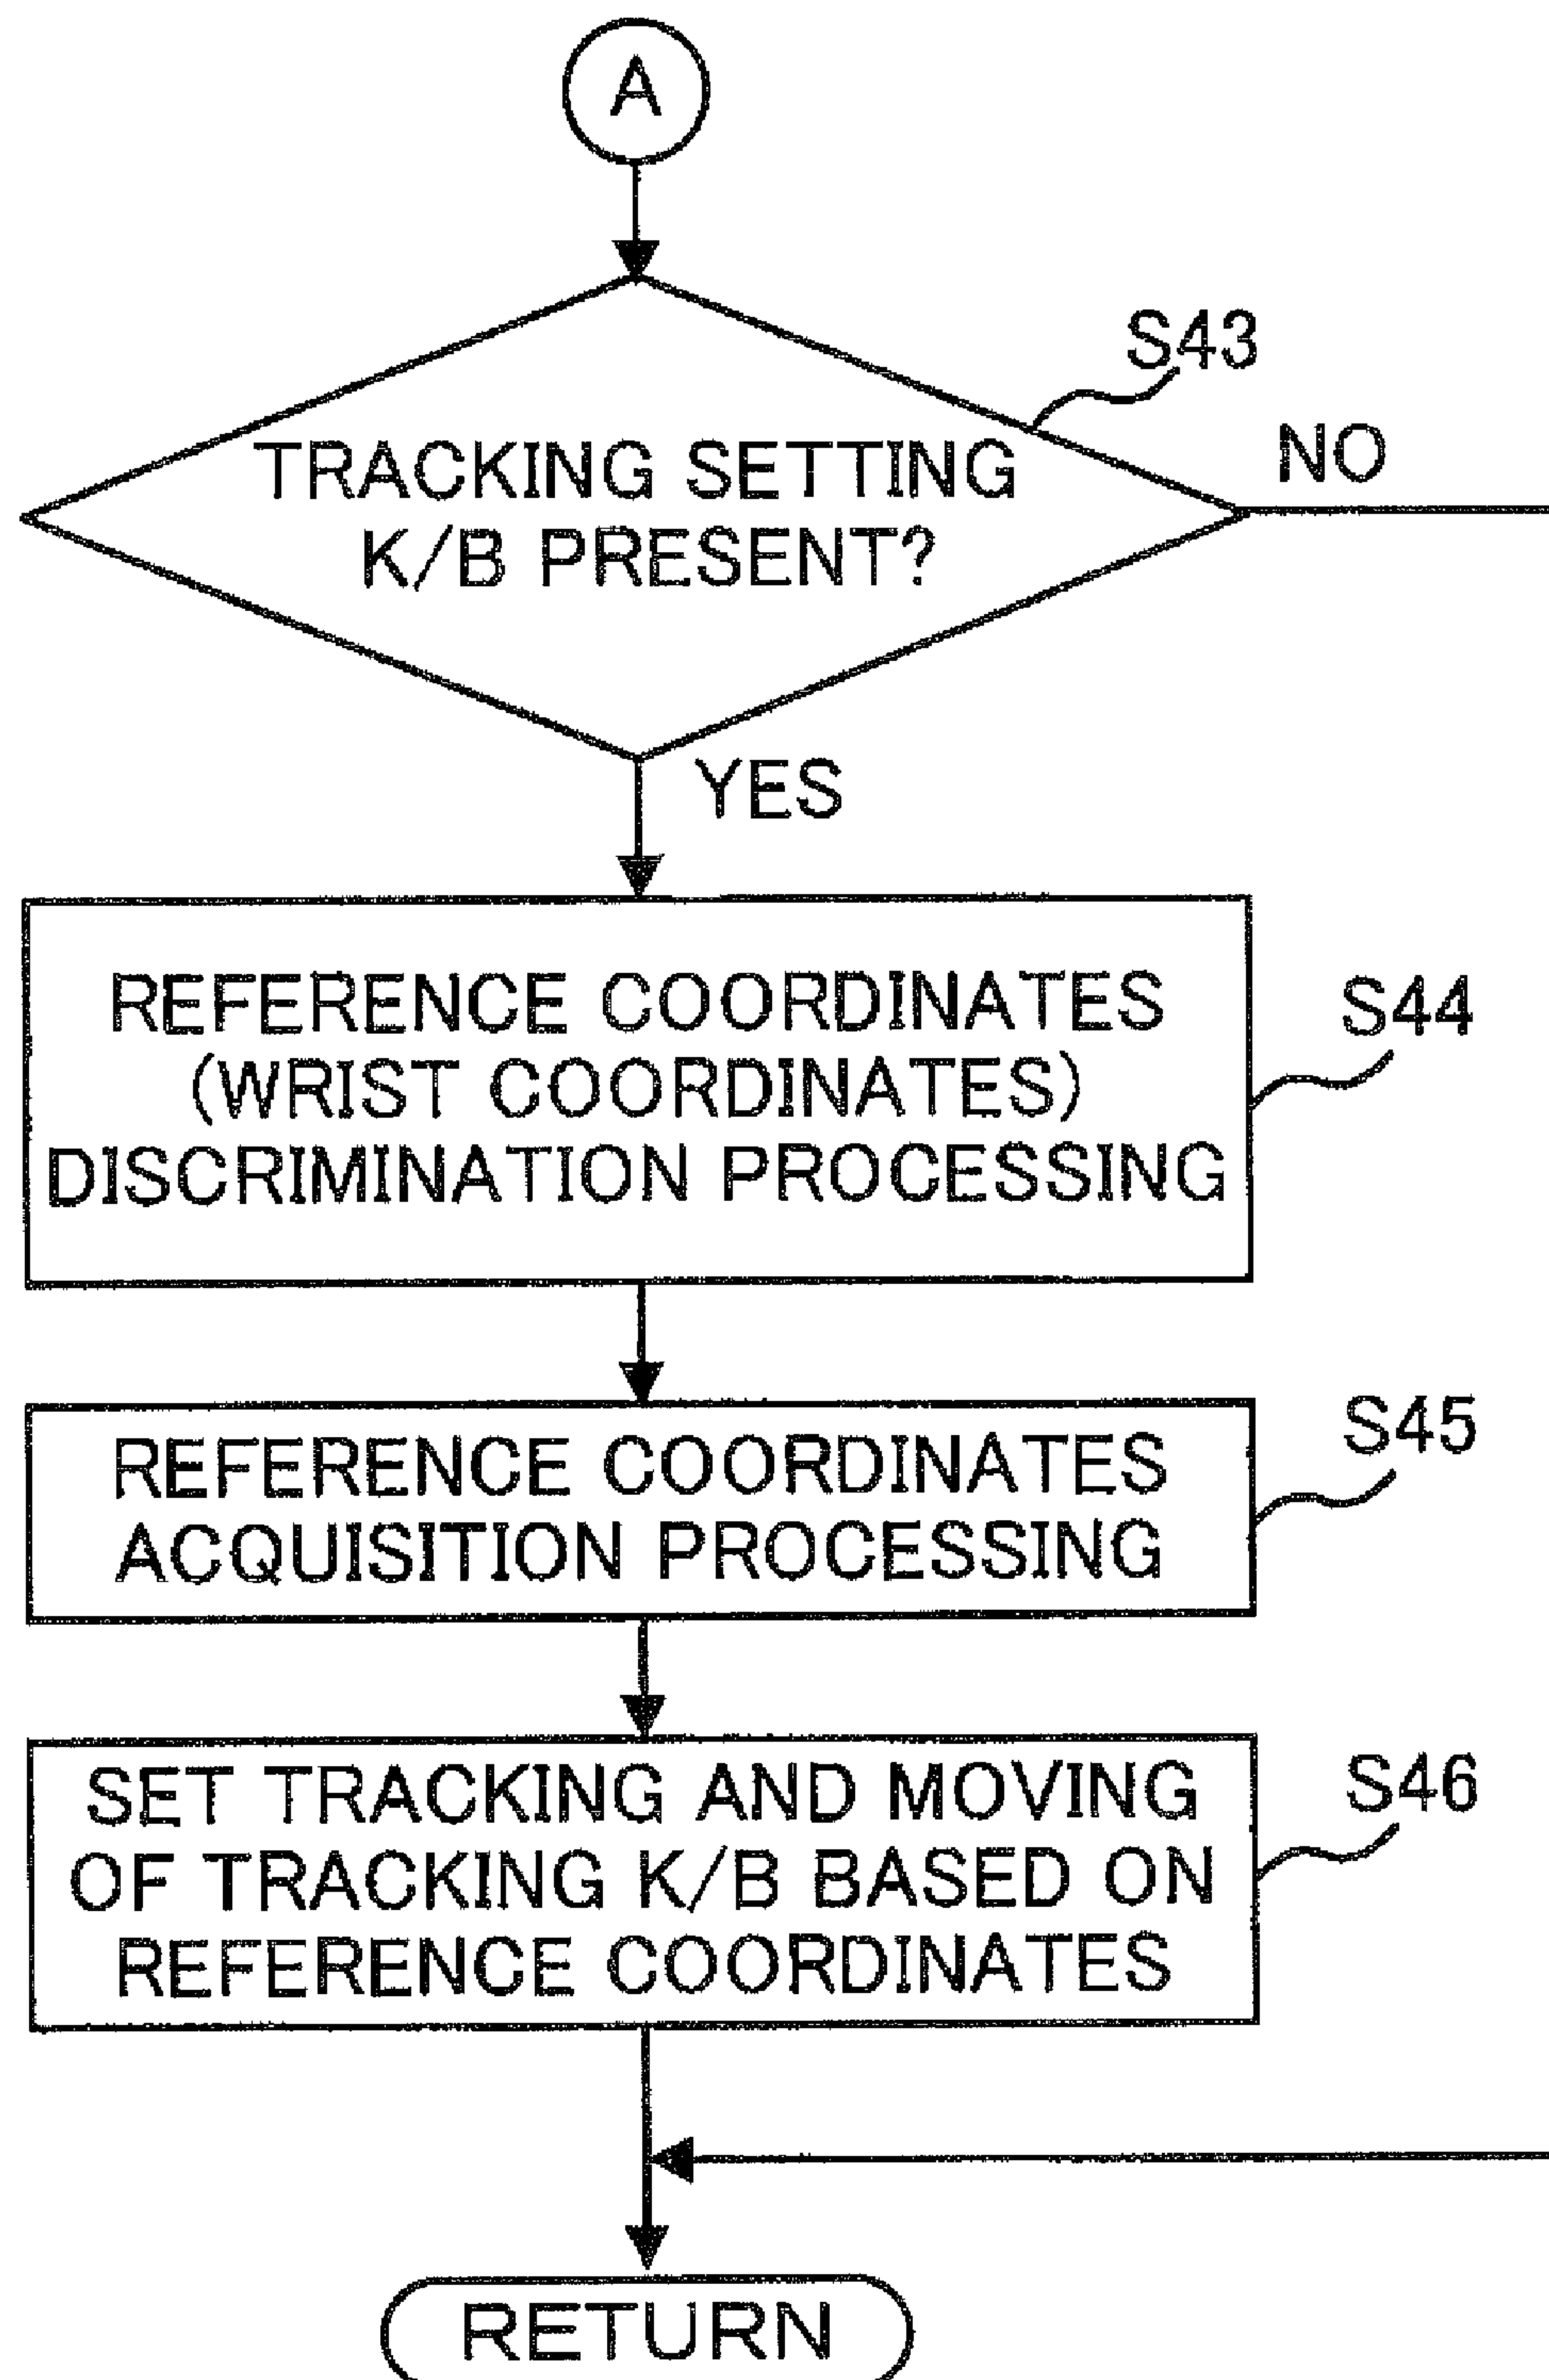 A
S43
TRACKING SETTING
K/B PRESENT?
NO
YES
REFERENCE COORDINATES
(WRIST COORDINATES)
DISCRIMINATION PROCESSING
S44
REFERENCE COORDINATES
ACQUISITION PROCESSING
S45
SET TRACKING AND MOVING
OF TRACKING K/B BASED ON
REFERENCE COORDINATES
S46
RETURN